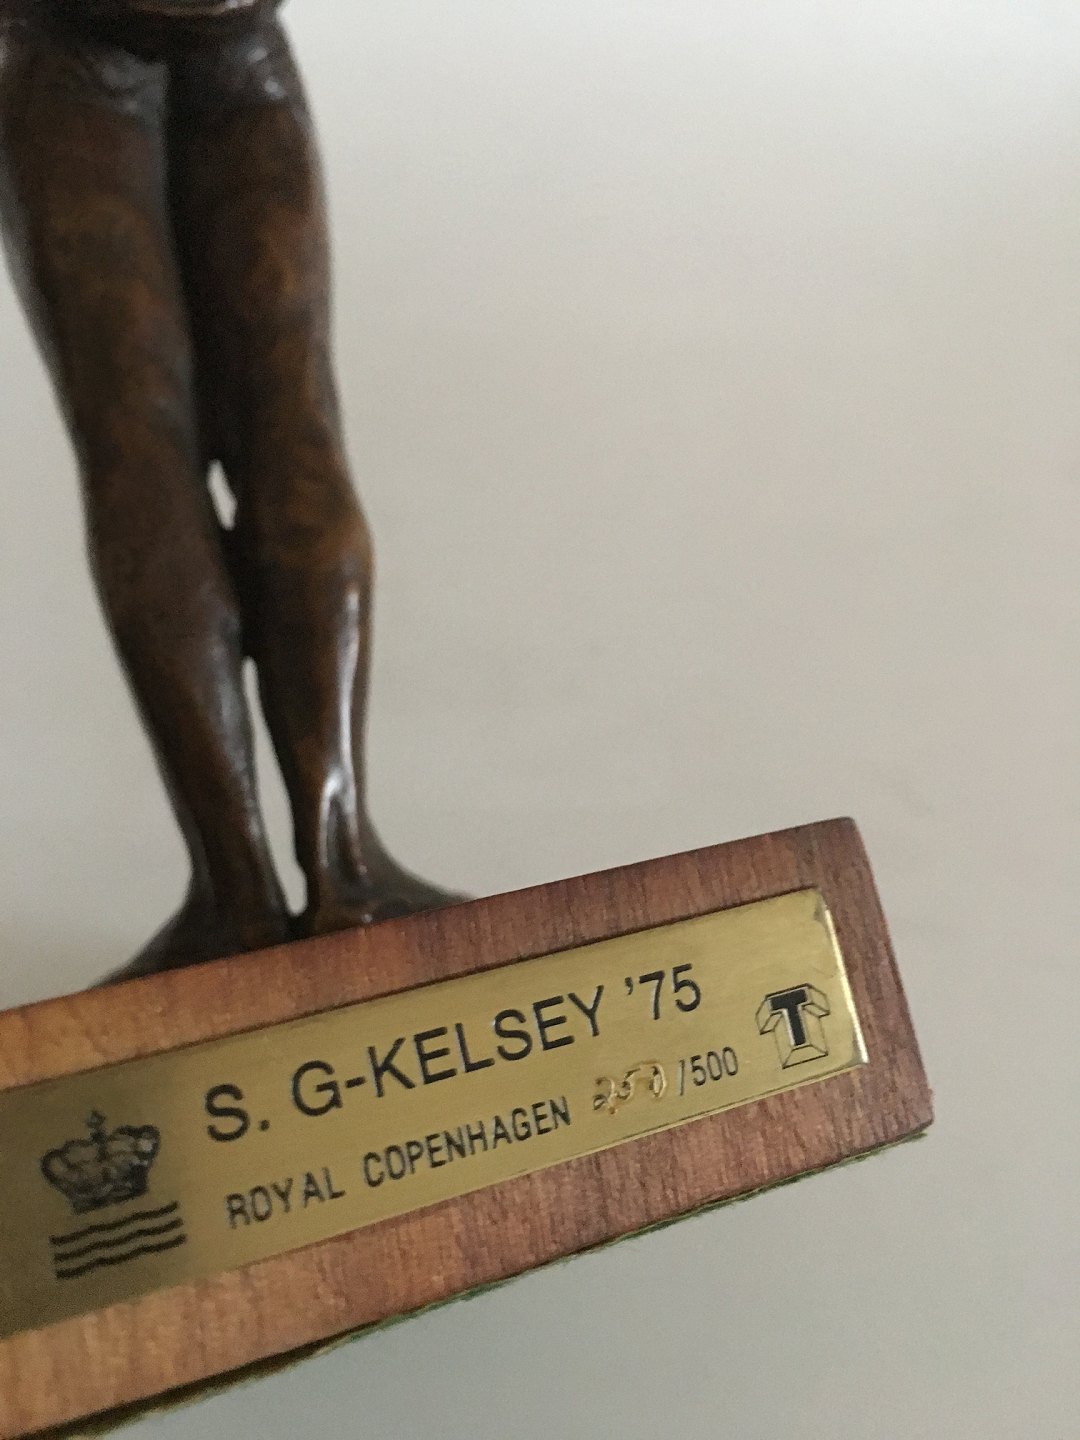 S. G-KELSEY '75
ROYAL COPENHAGEN /500
T